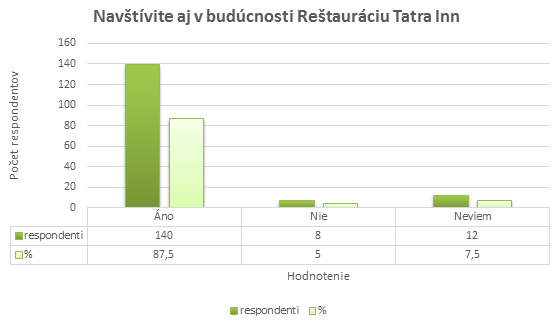 Navštívite aj v budúcnosti Reštauráciu Tatra Inn
Počet respondentov
160
140
120
100
80
60
40
20
0
Áno Nie Neviem
respondenti 140 8 12
% 87,5 5 7,5
Hodnotenie
respondenti %